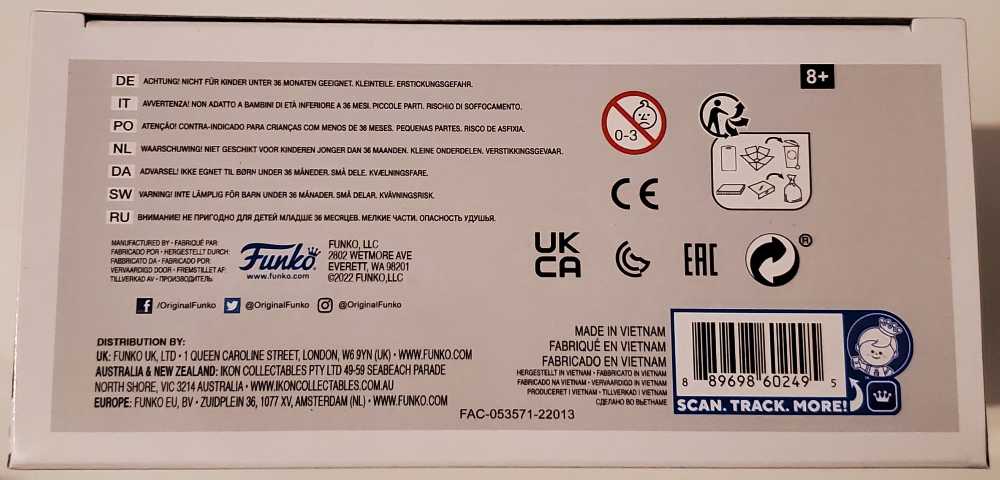 8+
DE ACHTUNG! NICHT FÜR KINDER UNTER 36 MONATEN GEEIGNET. KLEINTEILE. ERSTICKUNGSGEFAHR.
IT AVVERTENZA! NON ADATTO A BAMBINI DI ETÀ INFERIORE A 36 MESI. PICCOLE PARTI. RISCHIO DI SOFFOCAMENTO.
PO ATENÇÃO! CONTRA-INDICADO PARA CRIANÇAS COM MENOS DE 36 MESES. PEQUENAS PARTES. RISCO DE ASFIXIA.
NL WAARSCHUWING! NIET GESCHIKT VOOR KINDEREN JONGER DAN 36 MAANDEN. KLEINE ONDERDELEN. VERSTIKKINGSGEVAAR.
DA ADVARSEL! IKKE EGNET TIL BØRN UNDER 36 MÅNEDER. SMÅ DELE. KVÆLNINGSFARE.
SW VARNING! INTE LÄMPLIG FÖR BARN UNDER 36 MÅNADER. SMÅ DELAR. KVÄVNINGSRISK.
RU ВНИМАНИЕ! НЕ ПРИГОДНО ДЛЯ ДЕТЕЙ МЛАДШЕ 36 МЕСЯЦЕВ. МЕЛКИЕ ЧАСТИ. ОПАСНОСТЬ УДУШЬЯ.
0-3
CE
UK
CA
EAC
®
MANUFACTURED BY • FABRIQUÉ PAR:
FABRICADO POR • HERGESTELLT DURCH:
FABBRICATO DA • FABRICADO POR:
VERVAARDIGD DOOR • FREMSTILLET AF:
TILLVERKAD AV • ПРОИЗВОДИТЕЛЬ:
Funko
www.funko.com
FUNKO, LLC
2802 WETMORE AVE
EVERETT, WA 98201
©2022 FUNKO,LLC
/OriginalFunko @OriginalFunko @OriginalFunko
DISTRIBUTION BY:
UK: FUNKO UK, LTD • 1 QUEEN CAROLINE STREET, LONDON, W6 9YN (UK) • WWW.FUNKO.COM
AUSTRALIA & NEW ZEALAND: IKON COLLECTABLES PTY LTD 49-59 SEABEACH PARADE
NORTH SHORE, VIC 3214 AUSTRALIA • WWW.IKONCOLLECTABLES.COM.AU
EUROPE: FUNKO EU, BV • ZUIDPLEIN 36, 1077 XV, AMSTERDAM (NL) • WWW.FUNKO.COM
FAC-053571-22013
MADE IN VIETNAM
FABRIQUÉ EN VIETNAM
FABRICADO EN VIETNAM
HERGESTELLT IN VIETNAM • FABBRICATO IN VIETNAM
FABRICADO NA VIETNAM • VERVAARDIGD IN VIETNAM
PRODUCERET I VIETNAM • TILLVERKAD I VIETNAM
СДЕЛАНО ВО ВЬЕТНАМЕ
8 89698 60249 5
SCAN. TRACK. MORE!